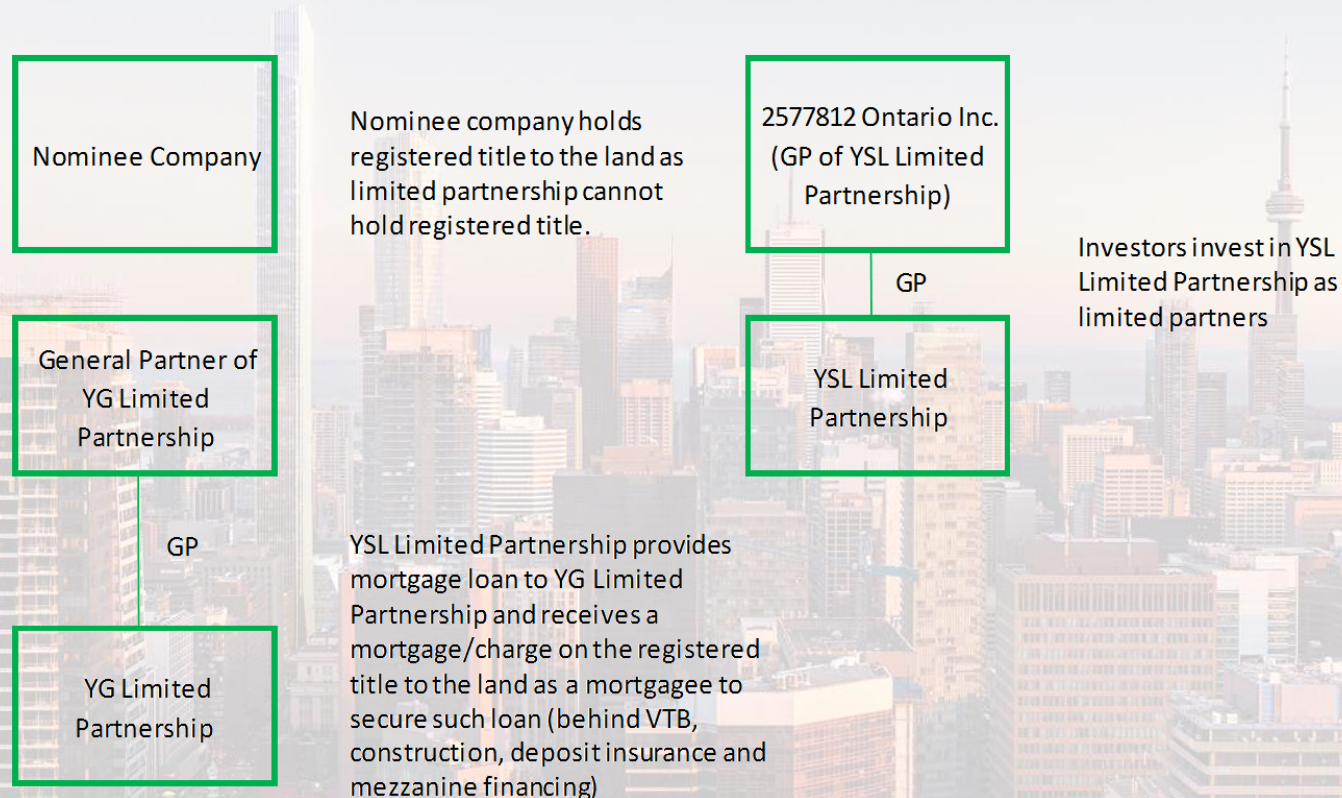 Nominee Company
Nominee company holds
registered title to the land as
limited partnership cannot
hold registered title.
2577812 Ontario Inc.
(GP of YSL Limited
Partnership)
GP
Investors invest in YSL
Limited Partnership as
limited partners
General Partner of
YG Limited
Partnership
YSL Limited
Partnership
GP
YSL Limited Partnership provides
mortgage loan to YG Limited
Partnership and receives a
mortgage/charge on the registered
title to the land as a mortgagee to
secure such loan (behind VTB,
construction, deposit insurance and
mezzanine financing)
YG Limited
Partnership